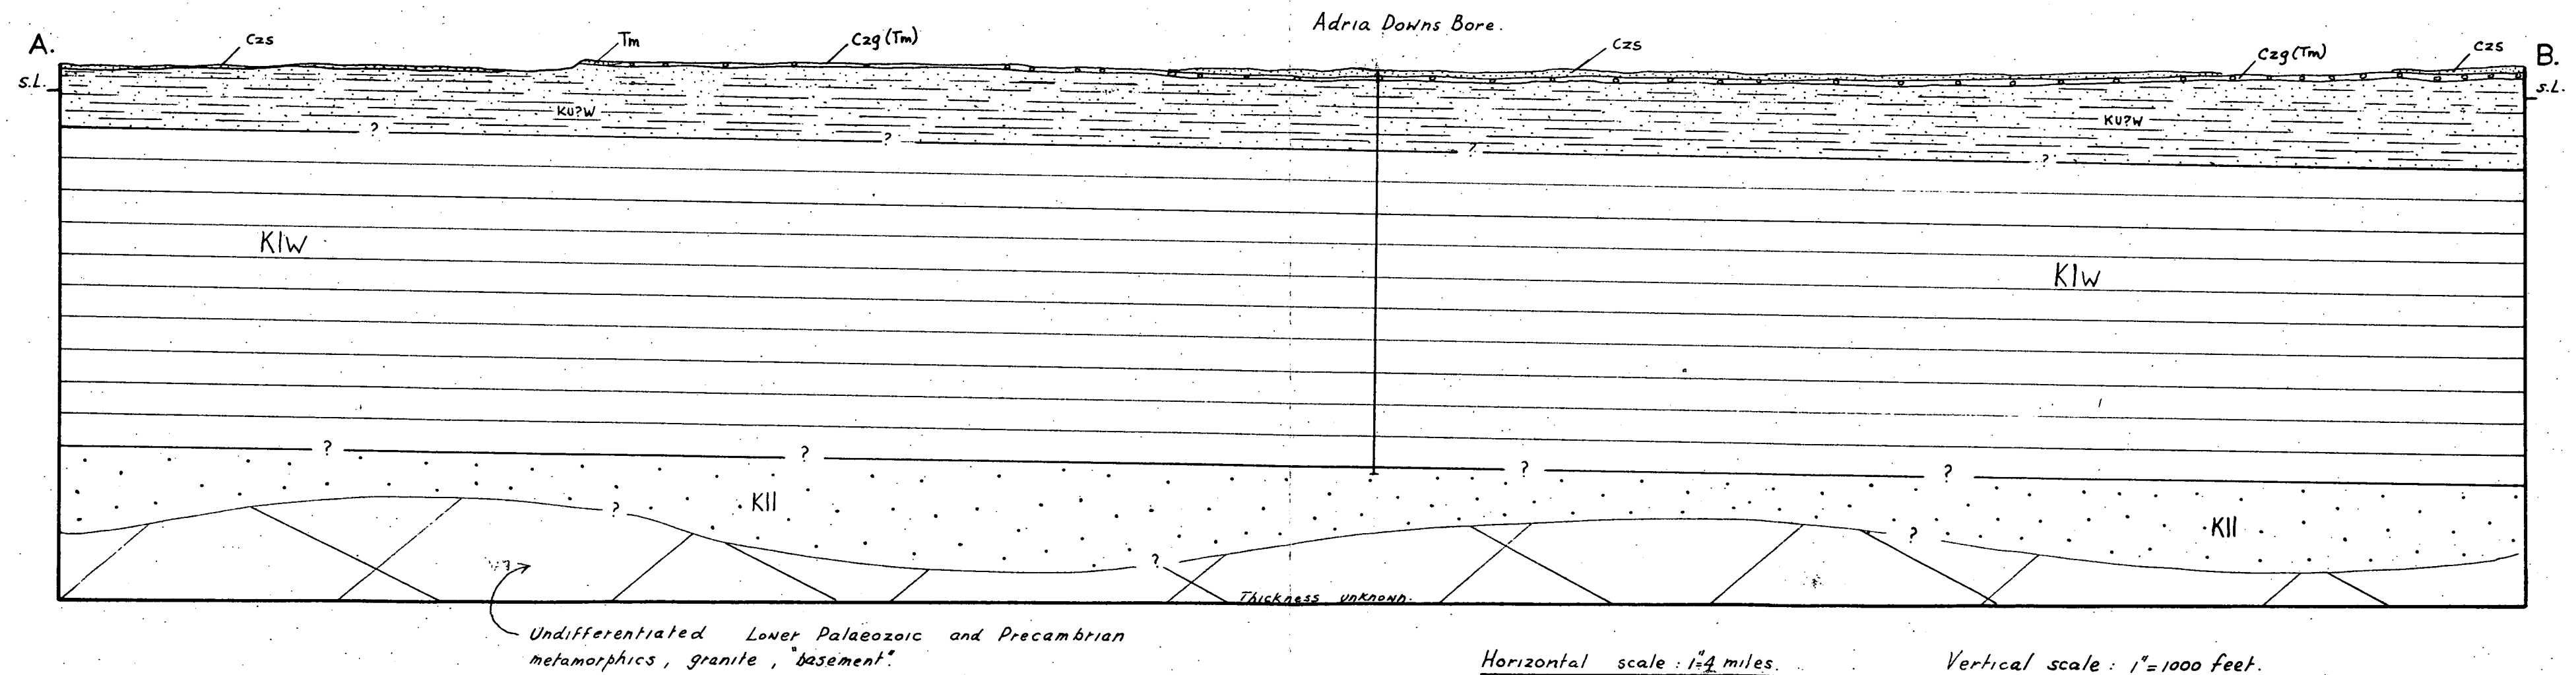 Adria Downs Bore.
A.
Czs
Tm
Czg (Tm)
Czs
Czg (Tm)
Czs
B.
S.L.
S.L.
KU?W
KU?W
?
?
?
?
Klw
Klw
?
?
?
?
Kll
Kll
?
?
?
Thickness unknown.
Undifferentiated Lower Palaeozoic and Precambrian
metamorphics, granite, "basement".
Horizontal scale : 1"=4 miles.
Vertical scale : 1"=1000 feet.